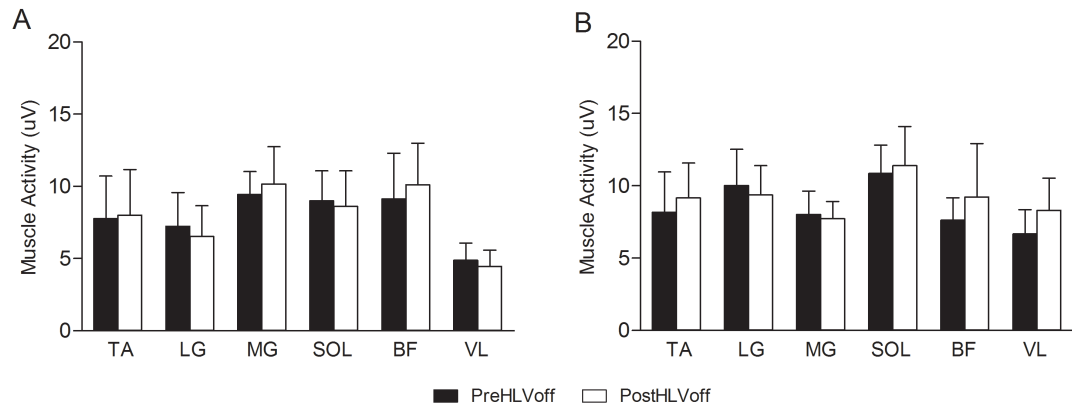 A
20
15
10
5
0
Muscle Activity (uV)
TA LG MG SOL BF VL
B
20
15
10
5
0
Muscle Activity (uV)
TA LG MG SOL BF VL
PreHLVoff PostHLVoff